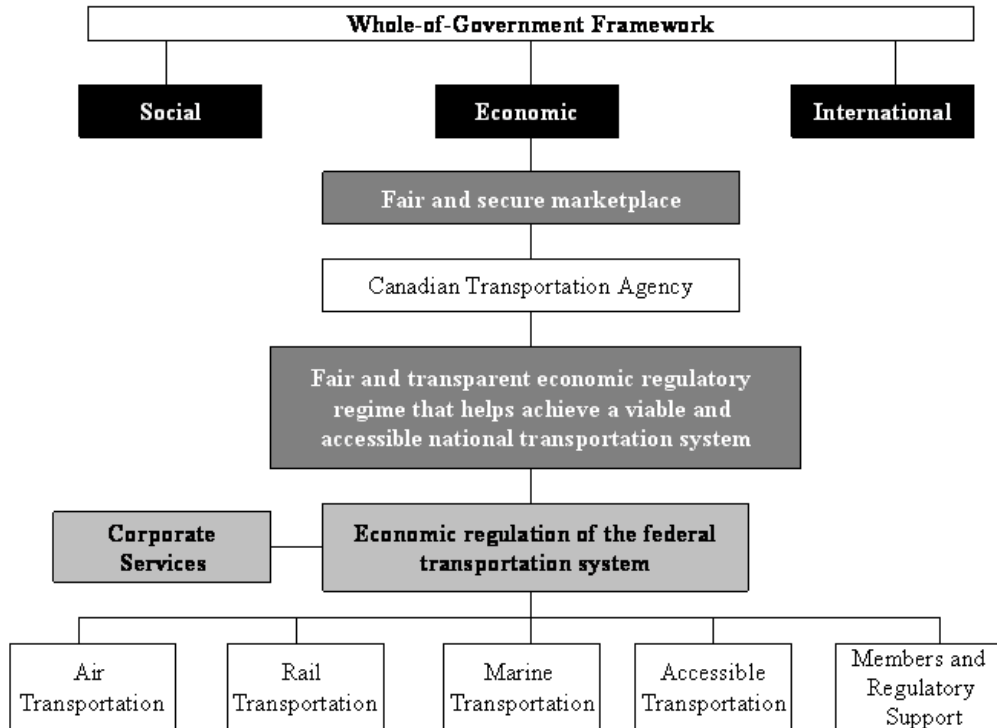 Whole-of-Government Framework
Social
Economic
International
Fair and secure marketplace
Canadian Transportation Agency
Fair and transparent economic regulatory
regime that helps achieve a viable and
accessible national transportation system
Corporate
Services
Economic regulation of the federal
transportation system
Air
Transportation
Rail
Transportation
Marine
Transportation
Accessible
Transportation
Members and
Regulatory
Support